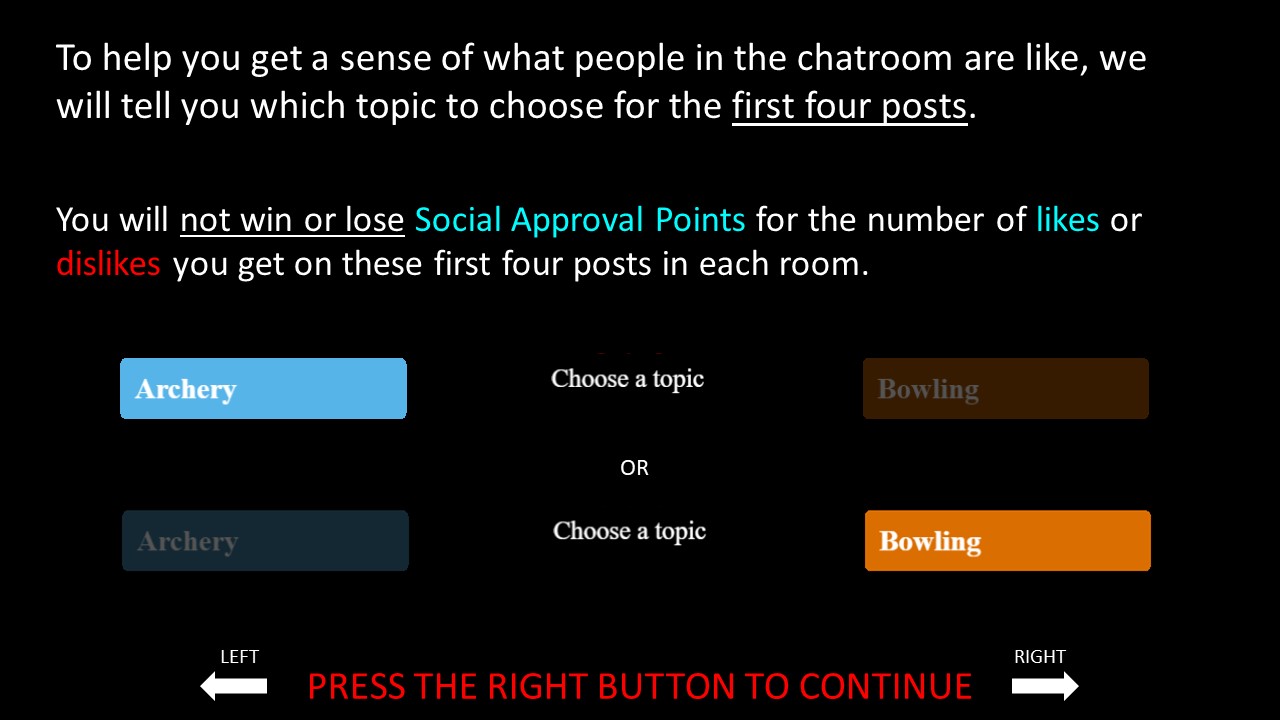 To help you get a sense of what people in the chatroom are like, we
will tell you which topic to choose for the first four posts.
You will not win or lose Social Approval Points for the number of likes or
dislikes you get on these first four posts in each room.
Archery Choose a topic Bowling
OR
Archery Choose a topic Bowling
LEFT RIGHT
PRESS THE RIGHT BUTTON TO CONTINUE